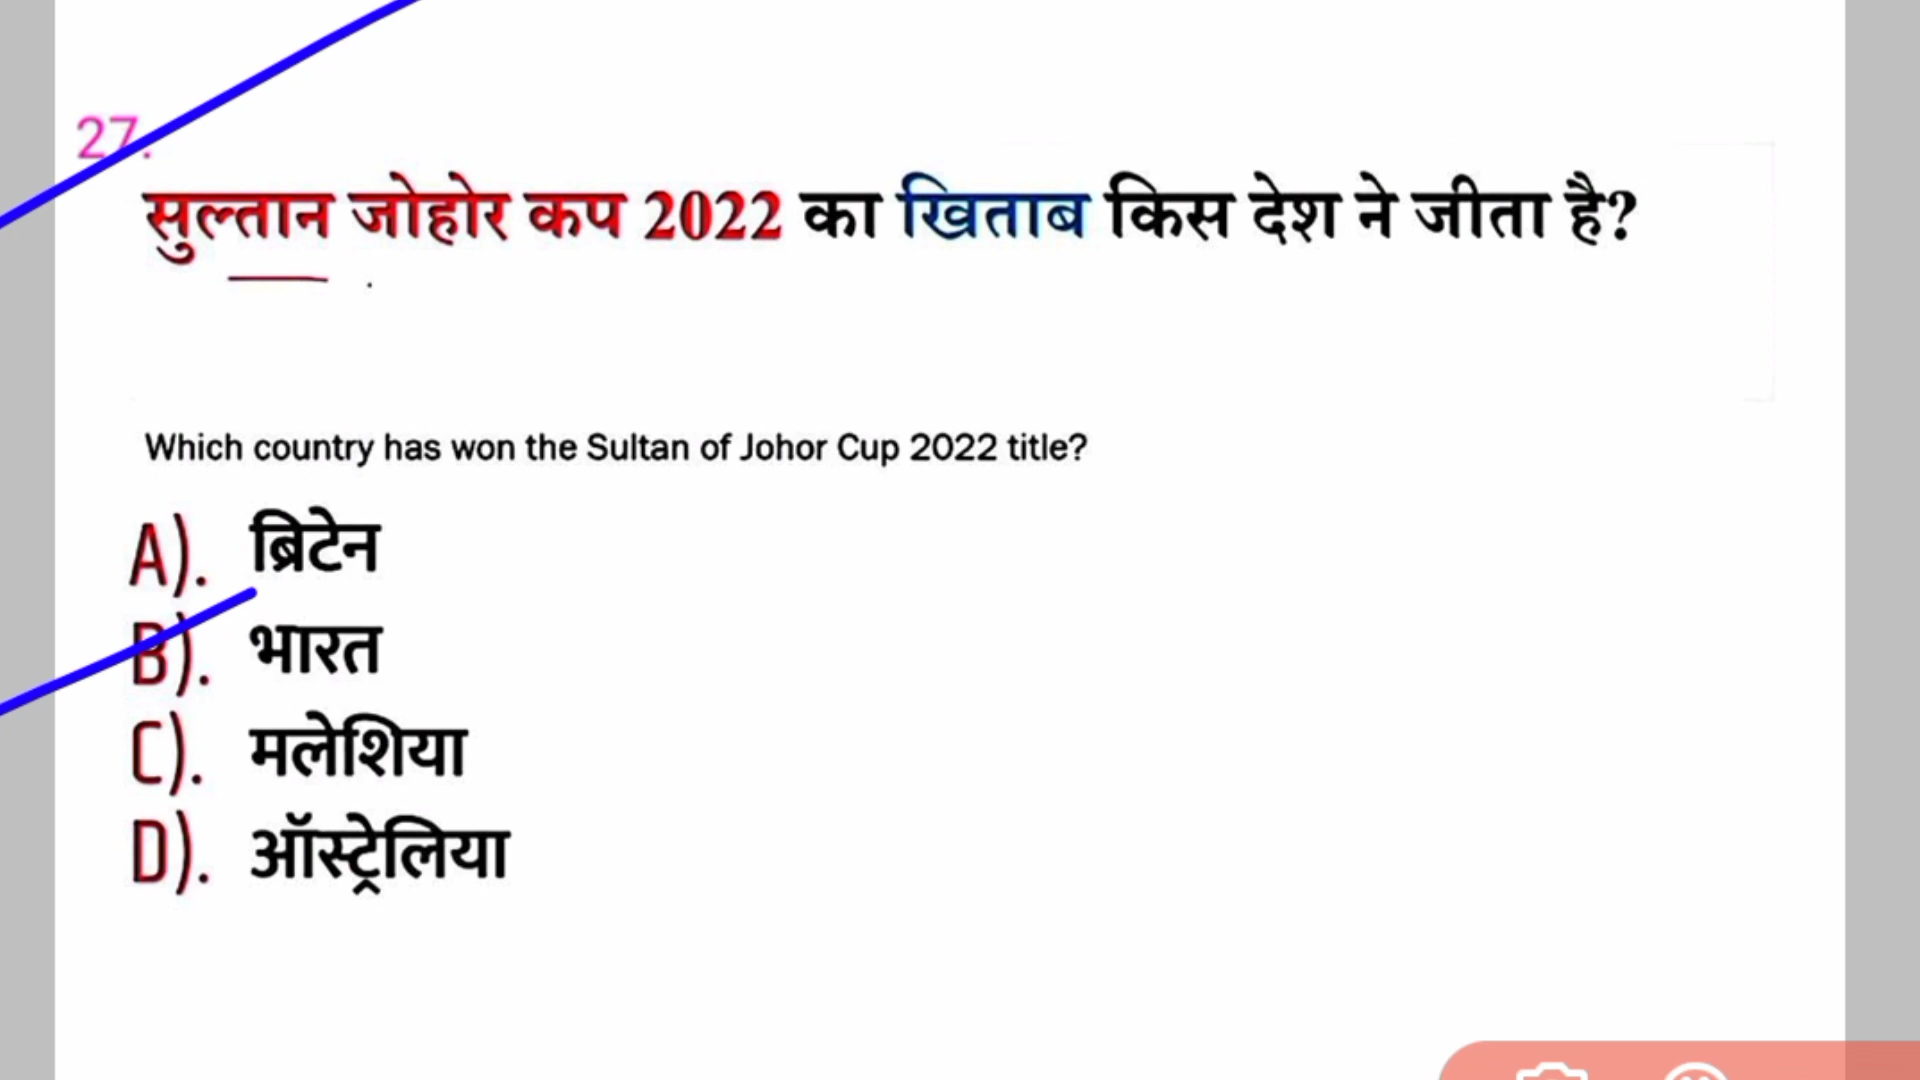 27.
सुल्तान जोहोर कप 2022 का खिताब किस देश ने जीता है?
Which country has won the Sultan of Johor Cup 2022 title?
A). ब्रिटेन
B). भारत
C). मलेशिया
D). ऑस्ट्रेलिया